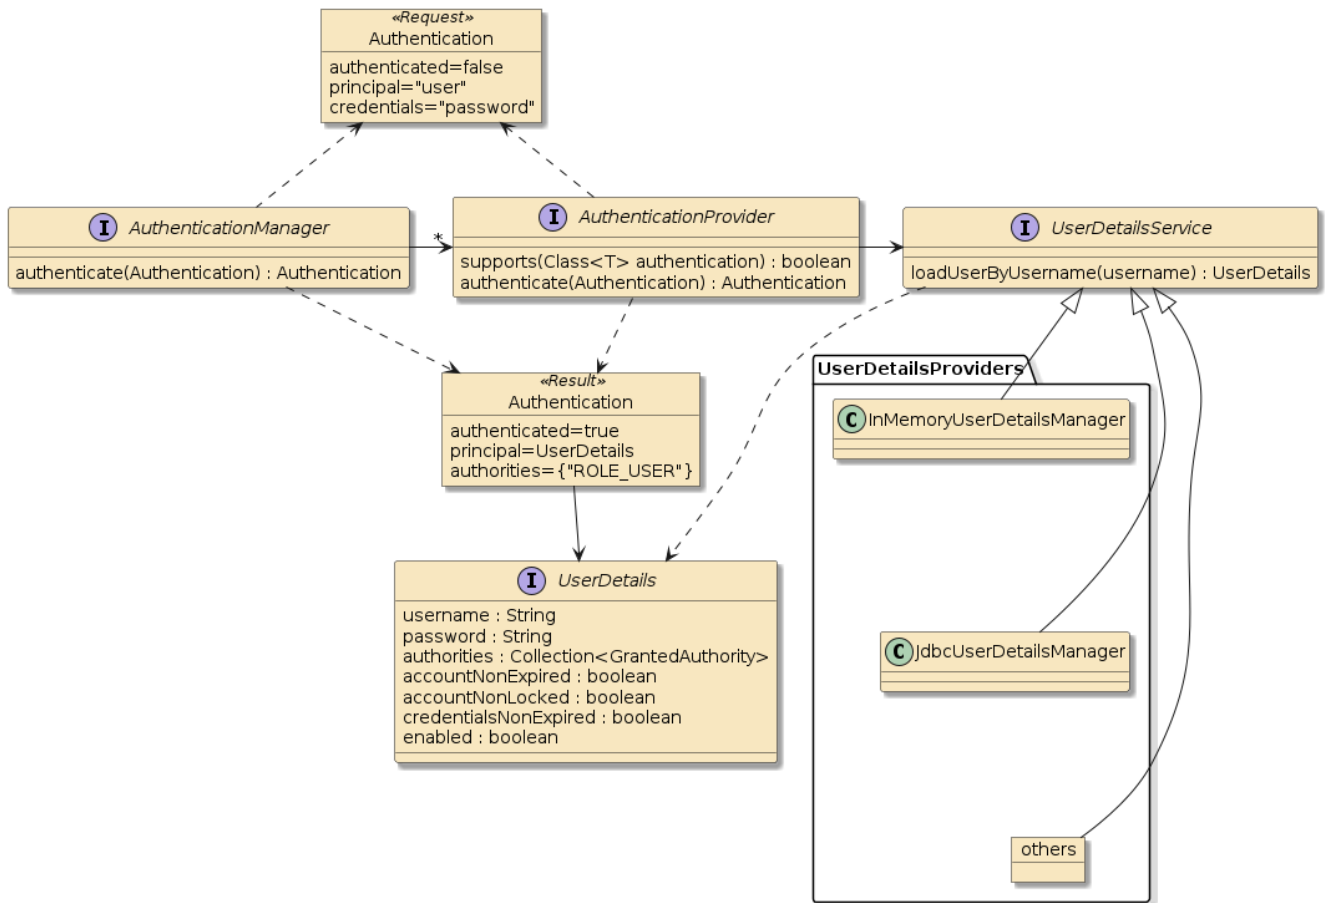 «Request»
Authentication
authenticated=false
principal="user"
credentials="password"
I AuthenticationManager
authenticate(Authentication) : Authentication
*
I AuthenticationProvider
supports(Class<T> authentication) : boolean
authenticate(Authentication) : Authentication
I UserDetailsService
loadUserByUsername(username) : UserDetails
«Result»
Authentication
authenticated=true
principal=UserDetails
authorities={"ROLE_USER"}
UserDetailsProviders
C InMemoryUserDetailsManager
I UserDetails
username : String
password : String
authorities : Collection<GrantedAuthority>
accountNonExpired : boolean
accountNonLocked : boolean
credentialsNonExpired : boolean
enabled : boolean
C JdbcUserDetailsManager
others